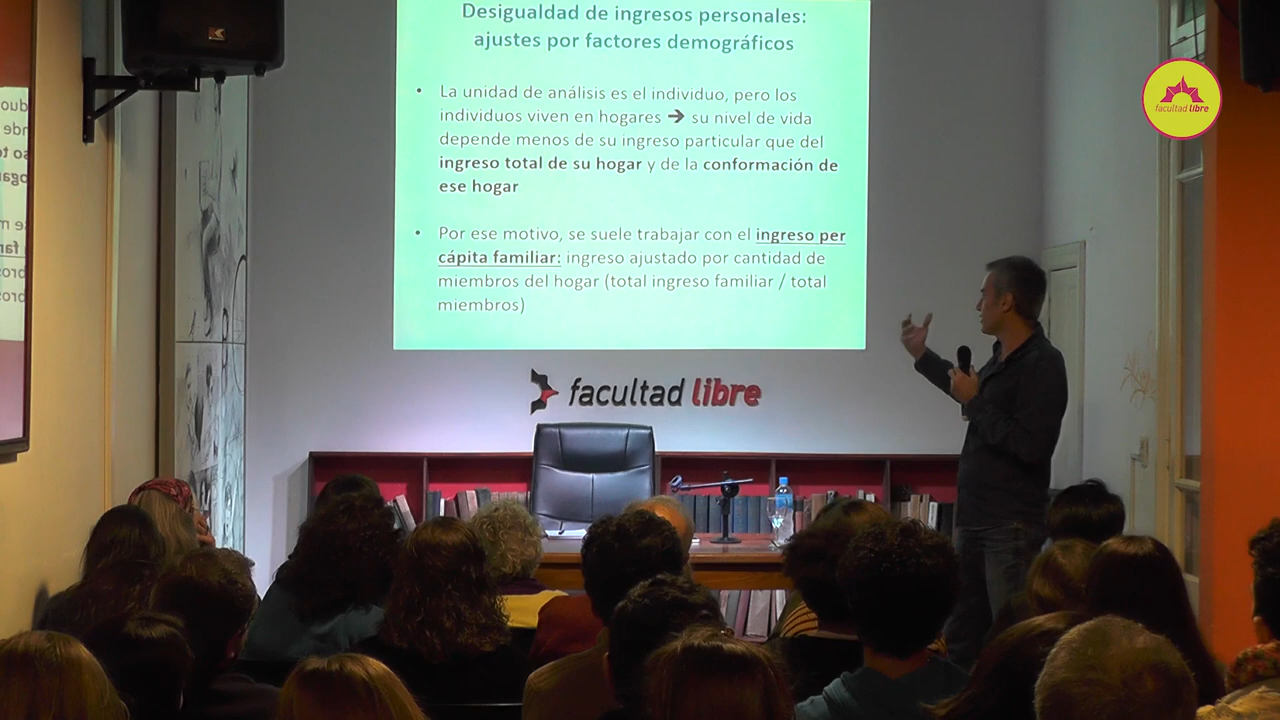 Desigualdad de ingresos personales:
ajustes por factores demográficos
• La unidad de análisis es el individuo, pero los
individuos viven en hogares ➔ su nivel de vida
depende menos de su ingreso particular que del
ingreso total de su hogar y de la conformación de
ese hogar
• Por ese motivo, se suele trabajar con el ingreso per
cápita familiar: ingreso ajustado por cantidad de
miembros del hogar (total ingreso familiar / total
miembros)
facultad libre
facultad libre